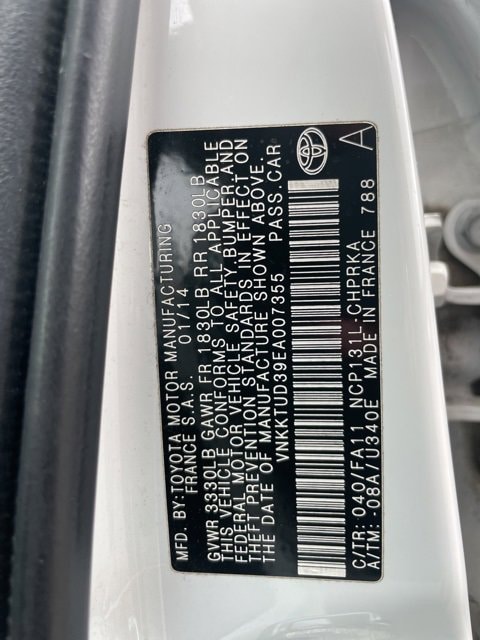 MFD. BY: TOYOTA MOTOR MANUFACTURING
FRANCE S.A.S. 01/14
GVWR 3330LB GAWR FR 1830LB RR 1830LB
THIS VEHICLE CONFORMS TO ALL APPLICABLE
FEDERAL MOTOR VEHICLE SAFETY, BUMPER, AND
THEFT PREVENTION STANDARDS IN EFFECT ON
THE DATE OF MANUFACTURE SHOWN ABOVE.
VNKKTUD39EA007355 PASS.CAR
C/TR: 040/FA11 NCP131L-CHPRKA A
A/TM: -08A/U340E MADE IN FRANCE 788